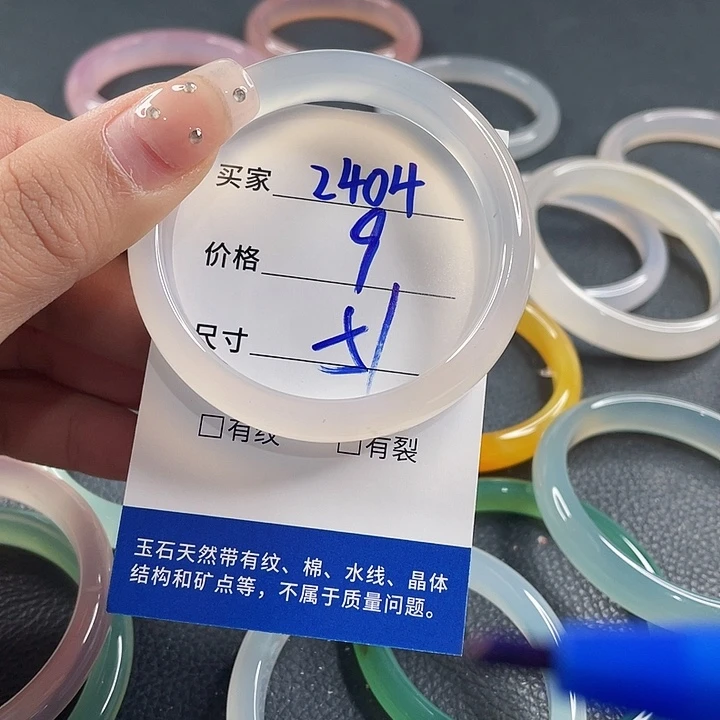 买家 2404
价格 9
尺寸
□有纹 □有裂
玉石天然带有纹、棉、水线、晶体
结构和矿点等，不属于质量问题。